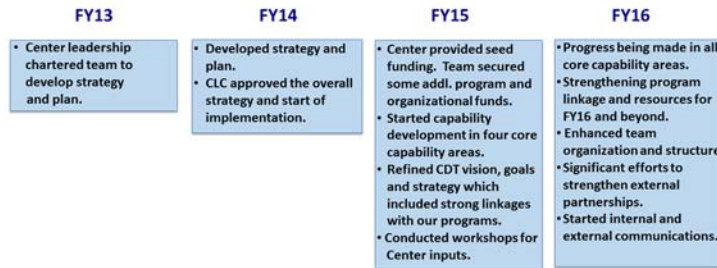 FY13
• Center leadership
chartered team to
develop strategy
and plan.
FY14
• Developed strategy and
plan.
• CLC approved the overall
strategy and start of
implementation.
FY15
• Center provided seed
funding. Team secured
some addl. program and
organizational funds.
• Started capability
development in four core
capability areas.
• Refined CDT vision, goals
and strategy which
included strong linkages
with our programs.
• Conducted workshops for
Center inputs.
FY16
• Progress being made in all
core capability areas.
• Strengthening program
linkage and resources for
FY16 and beyond.
• Enhanced team
organization and structure
• Significant efforts to
strengthen external
partnerships.
• Started internal and
external communications.